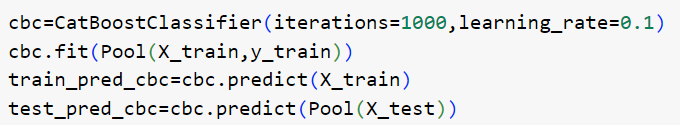 cbc=CatBoostClassifier(iterations=1000,learning_rate=0.1)
cbc.fit(Pool(X_train,y_train))
train_pred_cbc=cbc.predict(X_train)
test_pred_cbc=cbc.predict(Pool(X_test))